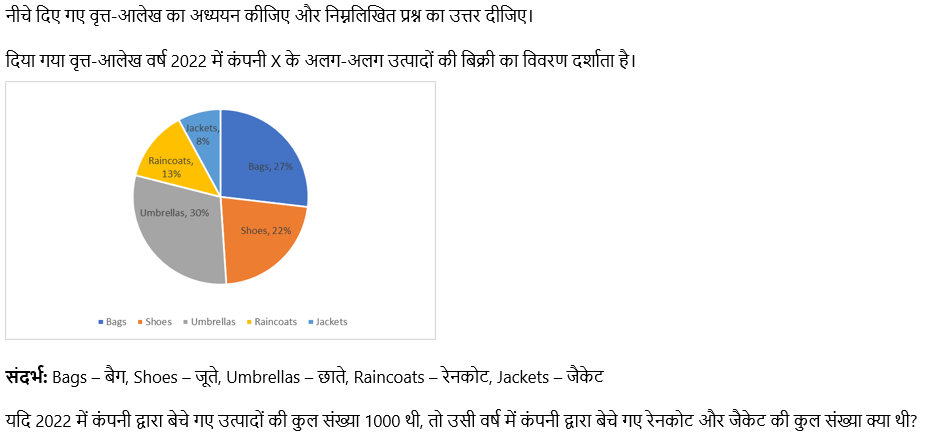 नीचे दिए गए वृत्त-आलेख का अध्ययन कीजिए और निम्नलिखित प्रश्न का उत्तर दीजिए।
दिया गया वृत्त-आलेख वर्ष 2022 में कंपनी X के अलग-अलग उत्पादों की बिक्री का विवरण दर्शाता है।
Jackets,
8%
Bags, 27%
Raincoats,
13%
Umbrellas, 30%
Shoes, 22%
Bags Shoes Umbrellas Raincoats Jackets
संदर्भ: Bags – बैग, Shoes – जूते, Umbrellas – छाते, Raincoats – रेनकोट, Jackets – जैकेट
यदि 2022 में कंपनी द्वारा बेचे गए उत्पादों की कुल संख्या 1000 थी, तो उसी वर्ष में कंपनी द्वारा बेचे गए रेनकोट और जैकेट की कुल संख्या क्या थी?